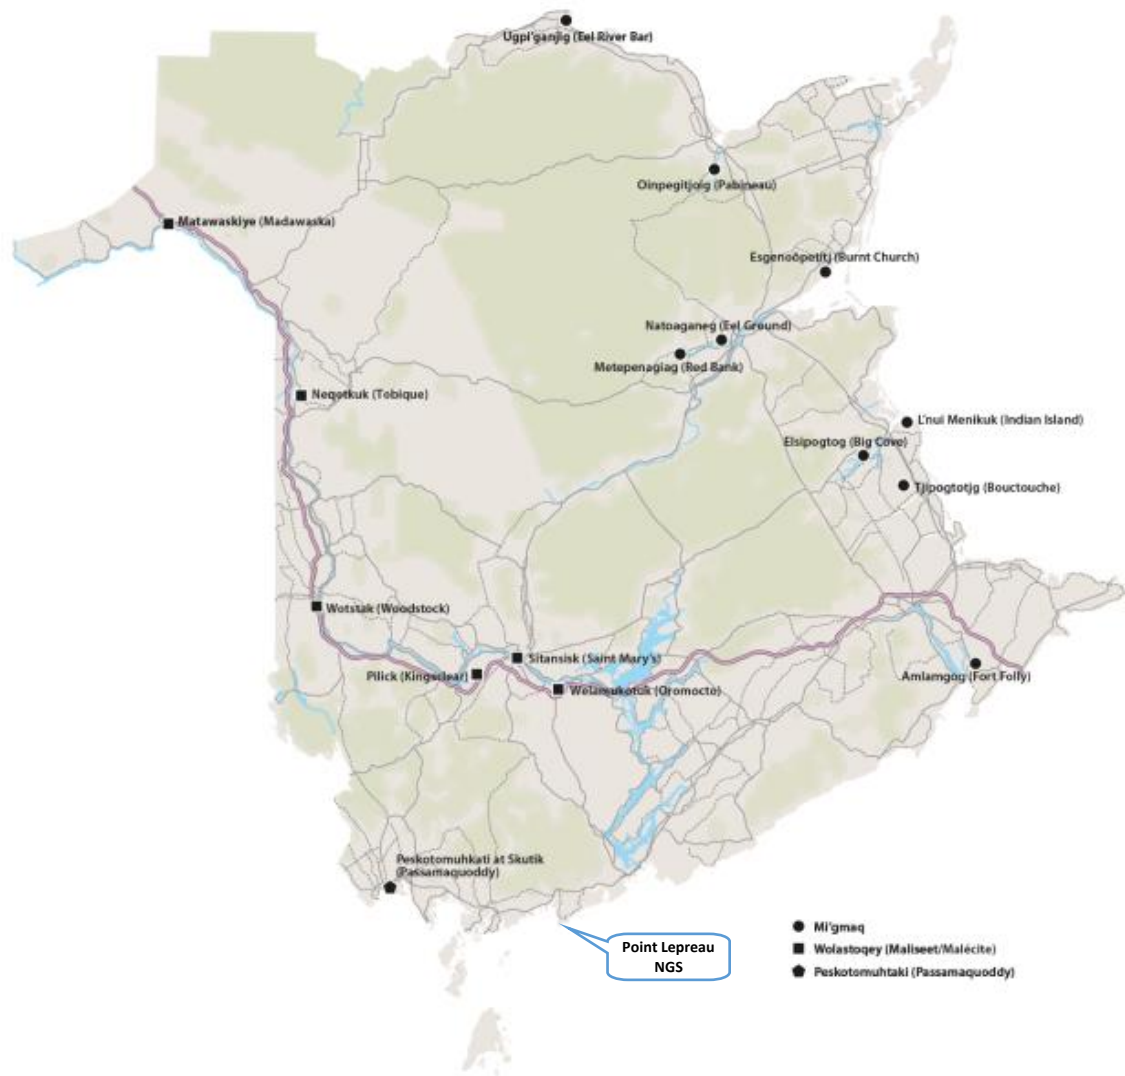 Ugpi'ganjig (Eel River Bar)
Oinpegitjoig (Pabineau)
Matawaskiye (Madawaska)
Esgenoôpetitj (Burnt Church)
Natoaganeg (Eel Ground)
Metepenagiag (Red Bank)
Neqotkuk (Tobique)
L'nui Menikuk (Indian Island)
Elsipogtog (Big Cove)
Tjipogtotjg (Bouctouche)
Wotstak (Woodstock)
Sitansisk (Saint Mary's)
Pilick (Kingsclear)
Welamukotuk (Oromocto)
Amlamgog (Fort Folly)
Peskotomuhkati at Skutik
(Passamaquoddy)
Point Lepreau
NGS
Mi'gmaq
Wolastoqey (Maliseet/Malécite)
Peskotomuhtaki (Passamaquoddy)